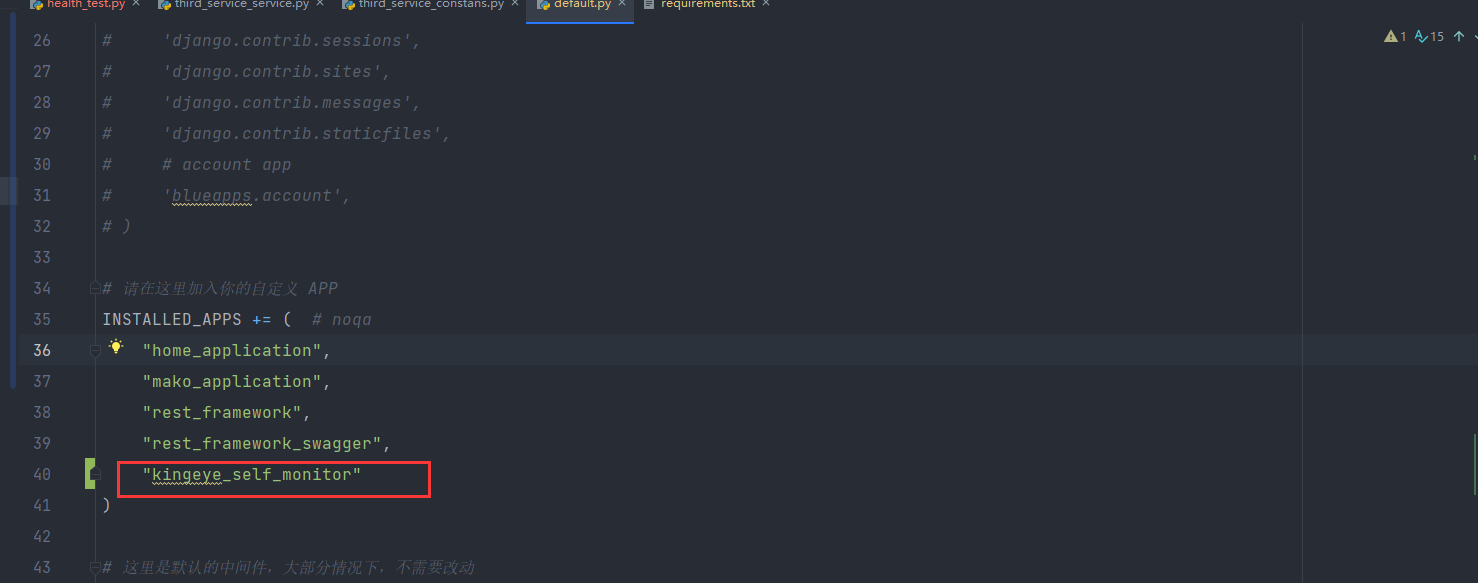 health_test.py × third_service_service.py × third_service_constans.py × default.py × requirements.txt ×
1 15
26 # 'django.contrib.sessions',
27 # 'django.contrib.sites',
28 # 'django.contrib.messages',
29 # 'django.contrib.staticfiles',
30 # # account app
31 # 'blueapps.account',
32 # )
33
34 # 请在这里加入你的自定义 APP
35 INSTALLED_APPS += ( # noqa
36 "home_application",
37 "mako_application",
38 "rest_framework",
39 "rest_framework_swagger",
40 "kingeye_self_monitor"
41 )
42
43 # 这里是默认的中间件，大部分情况下，不需要改动